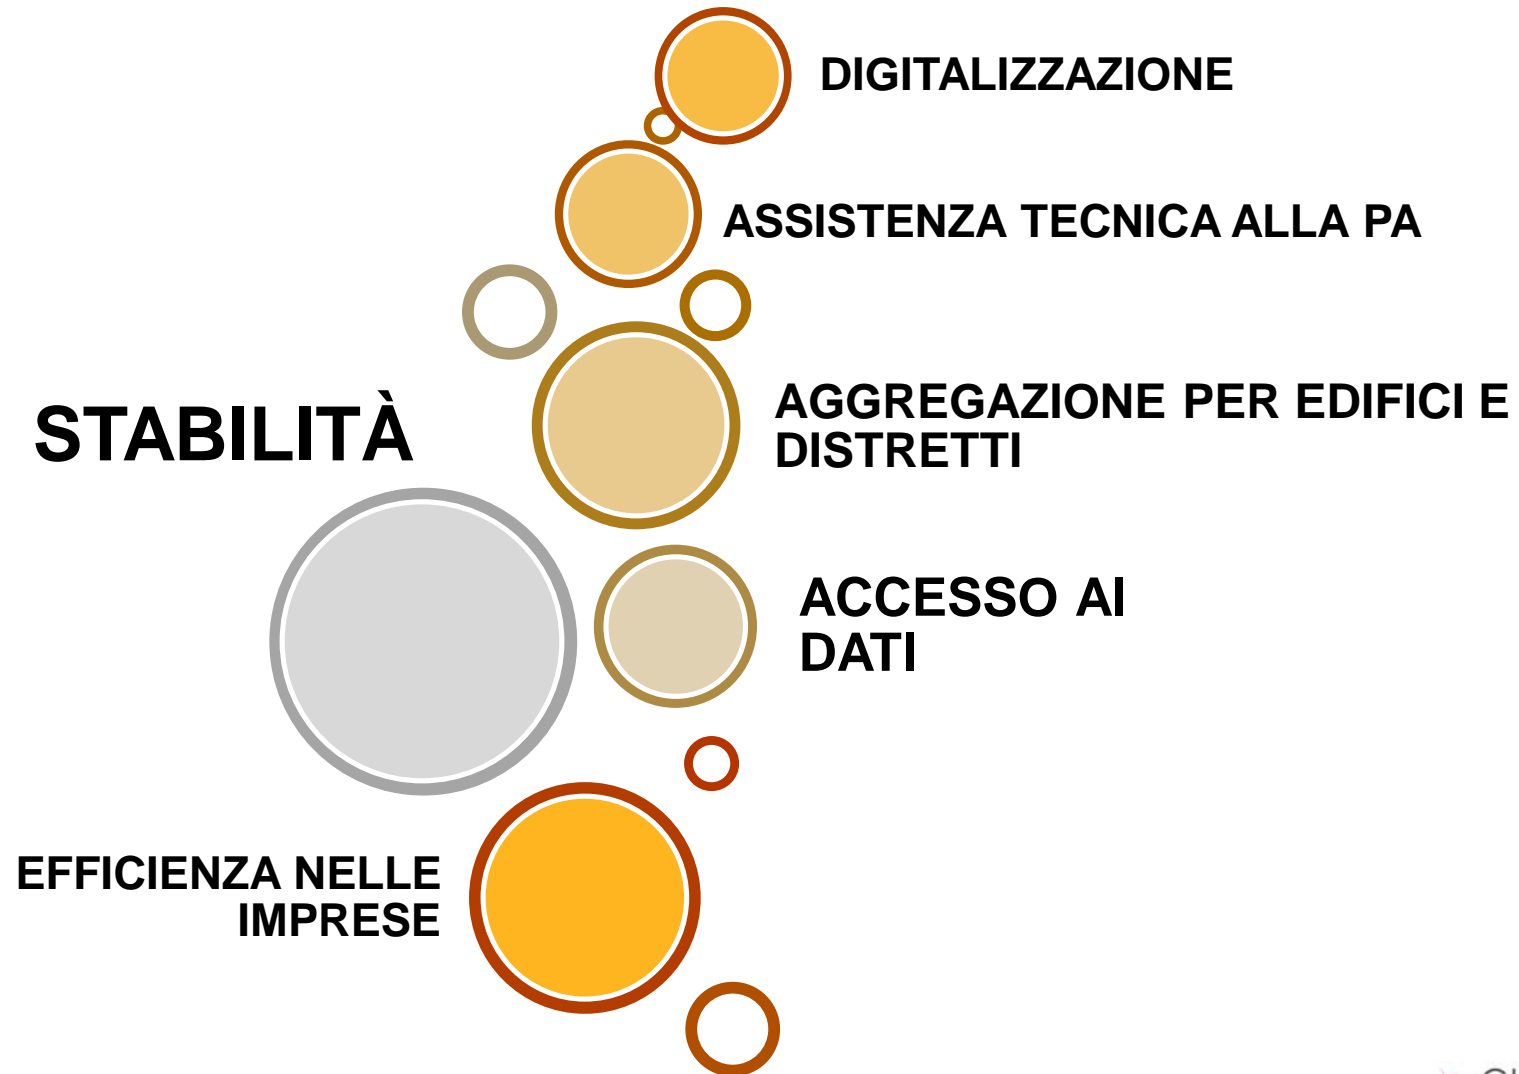 DIGITALIZZAZIONE
ASSISTENZA TECNICA ALLA PA
AGGREGAZIONE PER EDIFICI E
DISTRETTI
STABILITÀ
ACCESSO AI
DATI
EFFICIENZA NELLE
IMPRESE